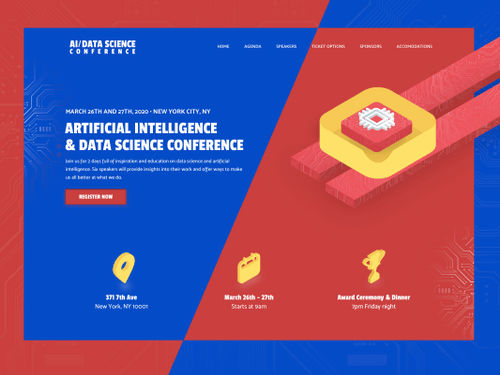 AI/DATA SCIENCE
CONFERENCE
HOME AGENDA SPEAKERS TICKET OPTIONS SPONSORS ACCOMODATIONS
MARCH 26TH AND 27TH, 2020 • NEW YORK CITY, NY
ARTIFICIAL INTELLIGENCE
& DATA SCIENCE CONFERENCE
Join us for 2 days full of inspiration and education on data science and artificial
intelligence. Six speakers will provide insights into their work and offer ways to make
us all better at what we do.
REGISTER NOW
371 7th Ave
New York, NY 10001
March 26th - 27th
Starts at 9am
Award Ceremony & Dinner
7pm Friday night